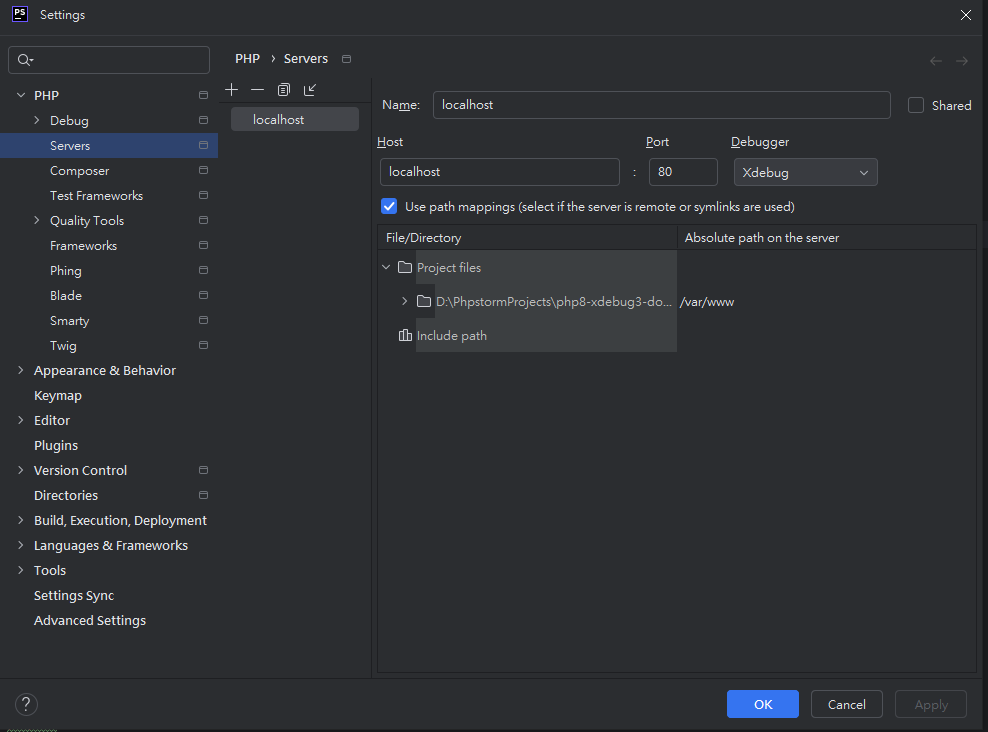 PS Settings
PHP › Servers
PHP
Debug
Servers
Composer
Test Frameworks
Quality Tools
Frameworks
Phing
Blade
Smarty
Twig
Appearance & Behavior
Keymap
Editor
Plugins
Version Control
Directories
Build, Execution, Deployment
Languages & Frameworks
Tools
Settings Sync
Advanced Settings
localhost
Name: localhost Shared
Host Port Debugger
localhost : 80 Xdebug
Use path mappings (select if the server is remote or symlinks are used)
File/Directory Absolute path on the server
Project files
D:\PhpstormProjects\php8-xdebug3-do... /var/www
Include path
? OK Cancel Apply